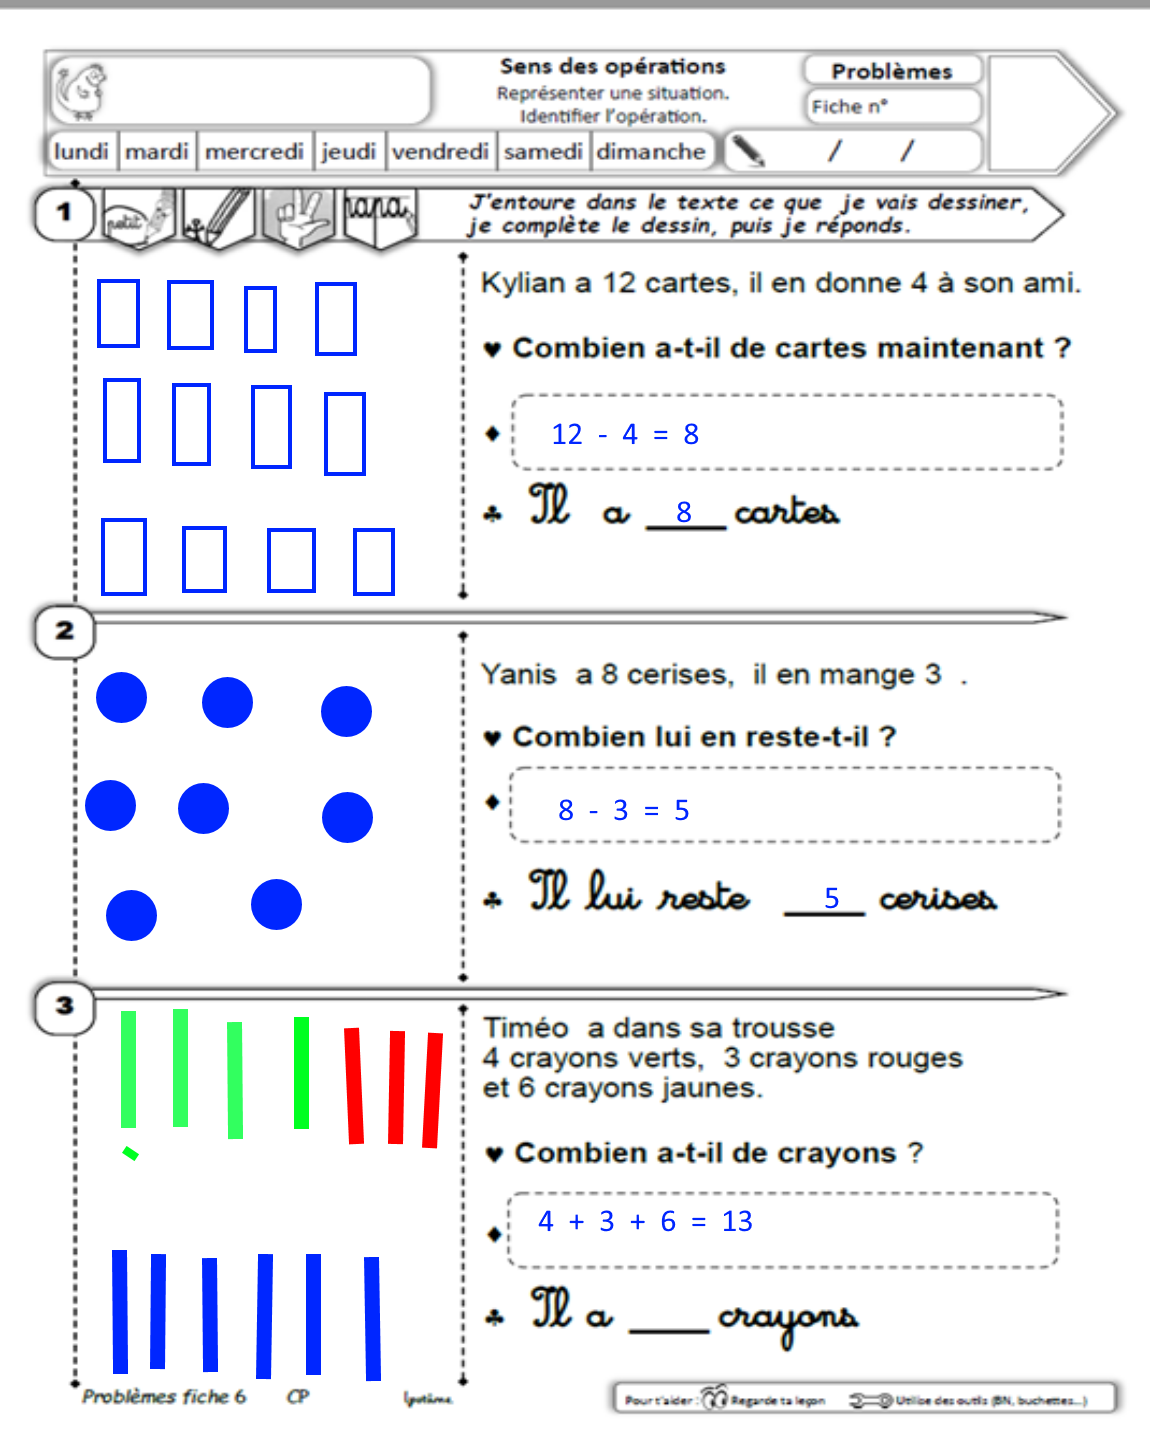 Sens des opérations
Représenter une situation.
Identifier l'opération.
Problèmes
Fiche n°
lundi mardi mercredi jeudi vendredi samedi dimanche / /
1
petit
J'entoure dans le texte ce que je vais dessiner,
je complète le dessin, puis je réponds.
Kylian a 12 cartes, il en donne 4 à son ami.
♥ Combien a-t-il de cartes maintenant ?
♦ 12 - 4 = 8
♣ Il a 8 cartes
2
Yanis a 8 cerises, il en mange 3 .
♥ Combien lui en reste-t-il ?
♦ 8 - 3 = 5
♣ Il lui reste 5 cerises
3
Timéo a dans sa trousse
4 crayons verts, 3 crayons rouges
et 6 crayons jaunes.
♥ Combien a-t-il de crayons ?
♦ 4 + 3 + 6 = 13
♣ Il a ____ crayons
Problèmes fiche 6 CP
Pour t'aider : Regarde ta leçon Utilise des outils (BN, buchettes...)